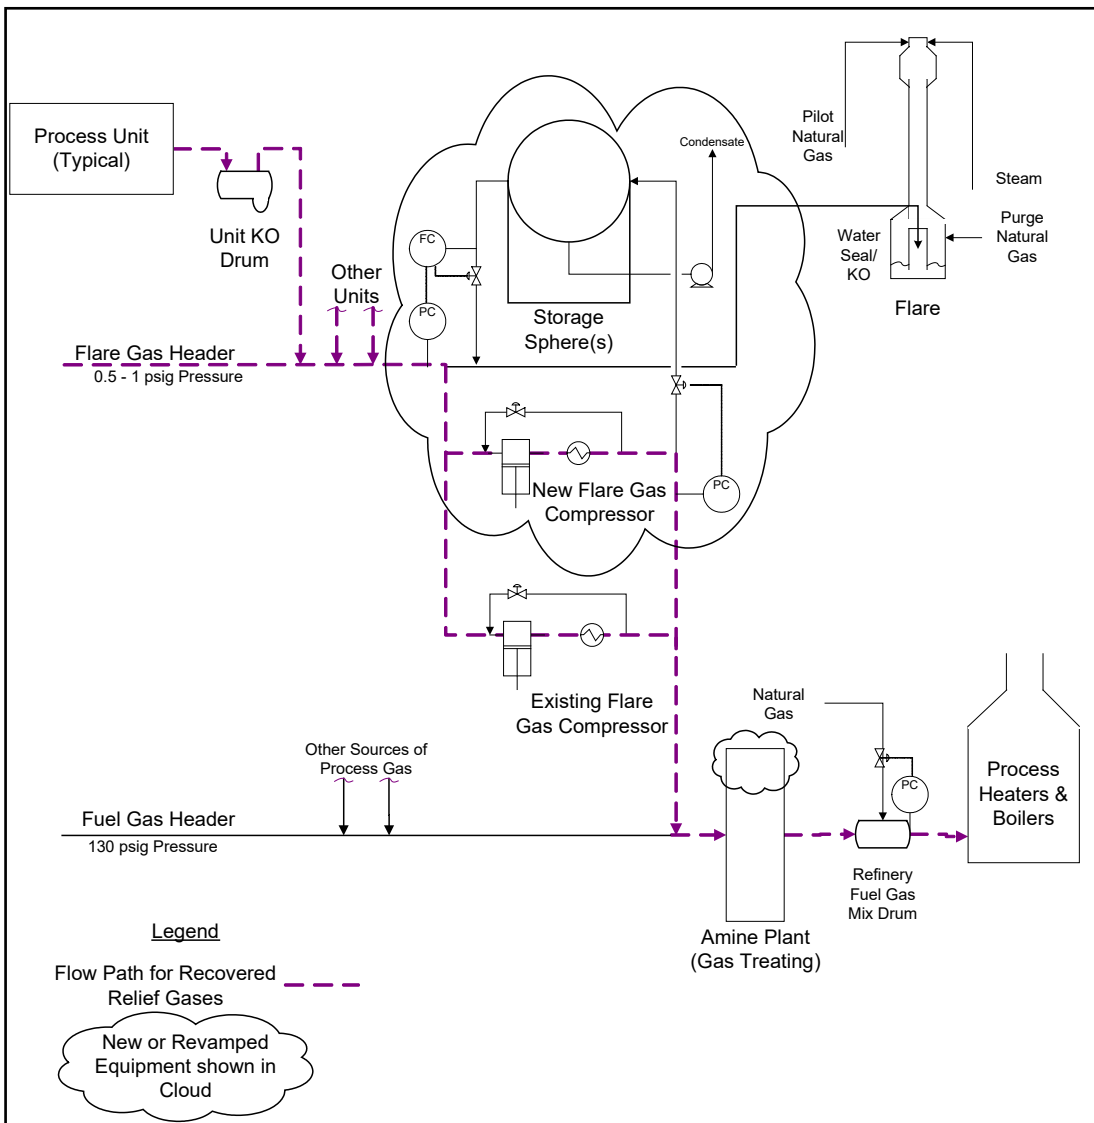 Process Unit
(Typical)
Unit KO
Drum
Other
Units
Flare Gas Header
0.5 - 1 psig Pressure
FC
PC
Condensate
Storage
Sphere(s)
Pilot
Natural
Gas
Steam
Water
Seal/
KO
Purge
Natural
Gas
Flare
New Flare Gas
Compressor
PC
Existing Flare
Gas Compressor
Other Sources of
Process Gas
Fuel Gas Header
130 psig Pressure
Natural
Gas
PC
Process
Heaters &
Boilers
Refinery
Fuel Gas
Mix Drum
Amine Plant
(Gas Treating)
Legend
Flow Path for Recovered
Relief Gases
New or Revamped
Equipment shown in
Cloud